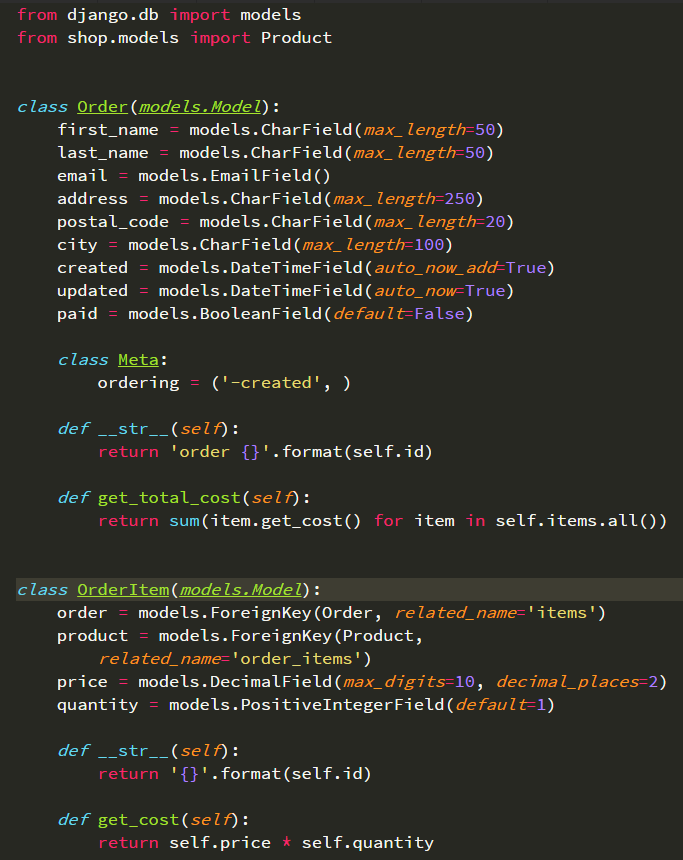 from django.db import models
from shop.models import Product


class Order(models.Model):
    first_name = models.CharField(max_length=50)
    last_name = models.CharField(max_length=50)
    email = models.EmailField()
    address = models.CharField(max_length=250)
    postal_code = models.CharField(max_length=20)
    city = models.CharField(max_length=100)
    created = models.DateTimeField(auto_now_add=True)
    updated = models.DateTimeField(auto_now=True)
    paid = models.BooleanField(default=False)

    class Meta:
        ordering = ('-created', )

    def __str__(self):
        return 'order {}'.format(self.id)

    def get_total_cost(self):
        return sum(item.get_cost() for item in self.items.all())


class OrderItem(models.Model):
    order = models.ForeignKey(Order, related_name='items')
    product = models.ForeignKey(Product,
        related_name='order_items')
    price = models.DecimalField(max_digits=10, decimal_places=2)
    quantity = models.PositiveIntegerField(default=1)

    def __str__(self):
        return '{}'.format(self.id)

    def get_cost(self):
        return self.price * self.quantity